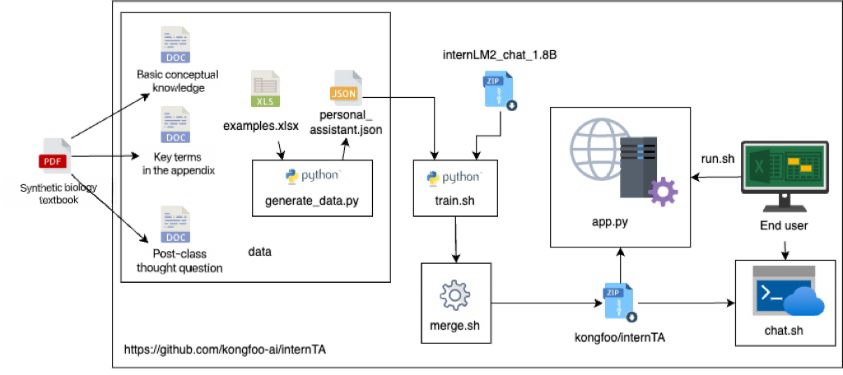 PDF
Synthetic biology
textbook
DOC
Basic conceptual
knowledge
DOC
Key terms
in the appendix
DOC
Post-class
thought question
XLS
examples.xlsx
JSON
personal_
assistant.json
python
generate_data.py
data
internLM2_chat_1.8B
ZIP
python
train.sh
merge.sh
app.py
ZIP
kongfoo/internTA
run.sh
End user
chat.sh
https://github.com/kongfoo-ai/internTA